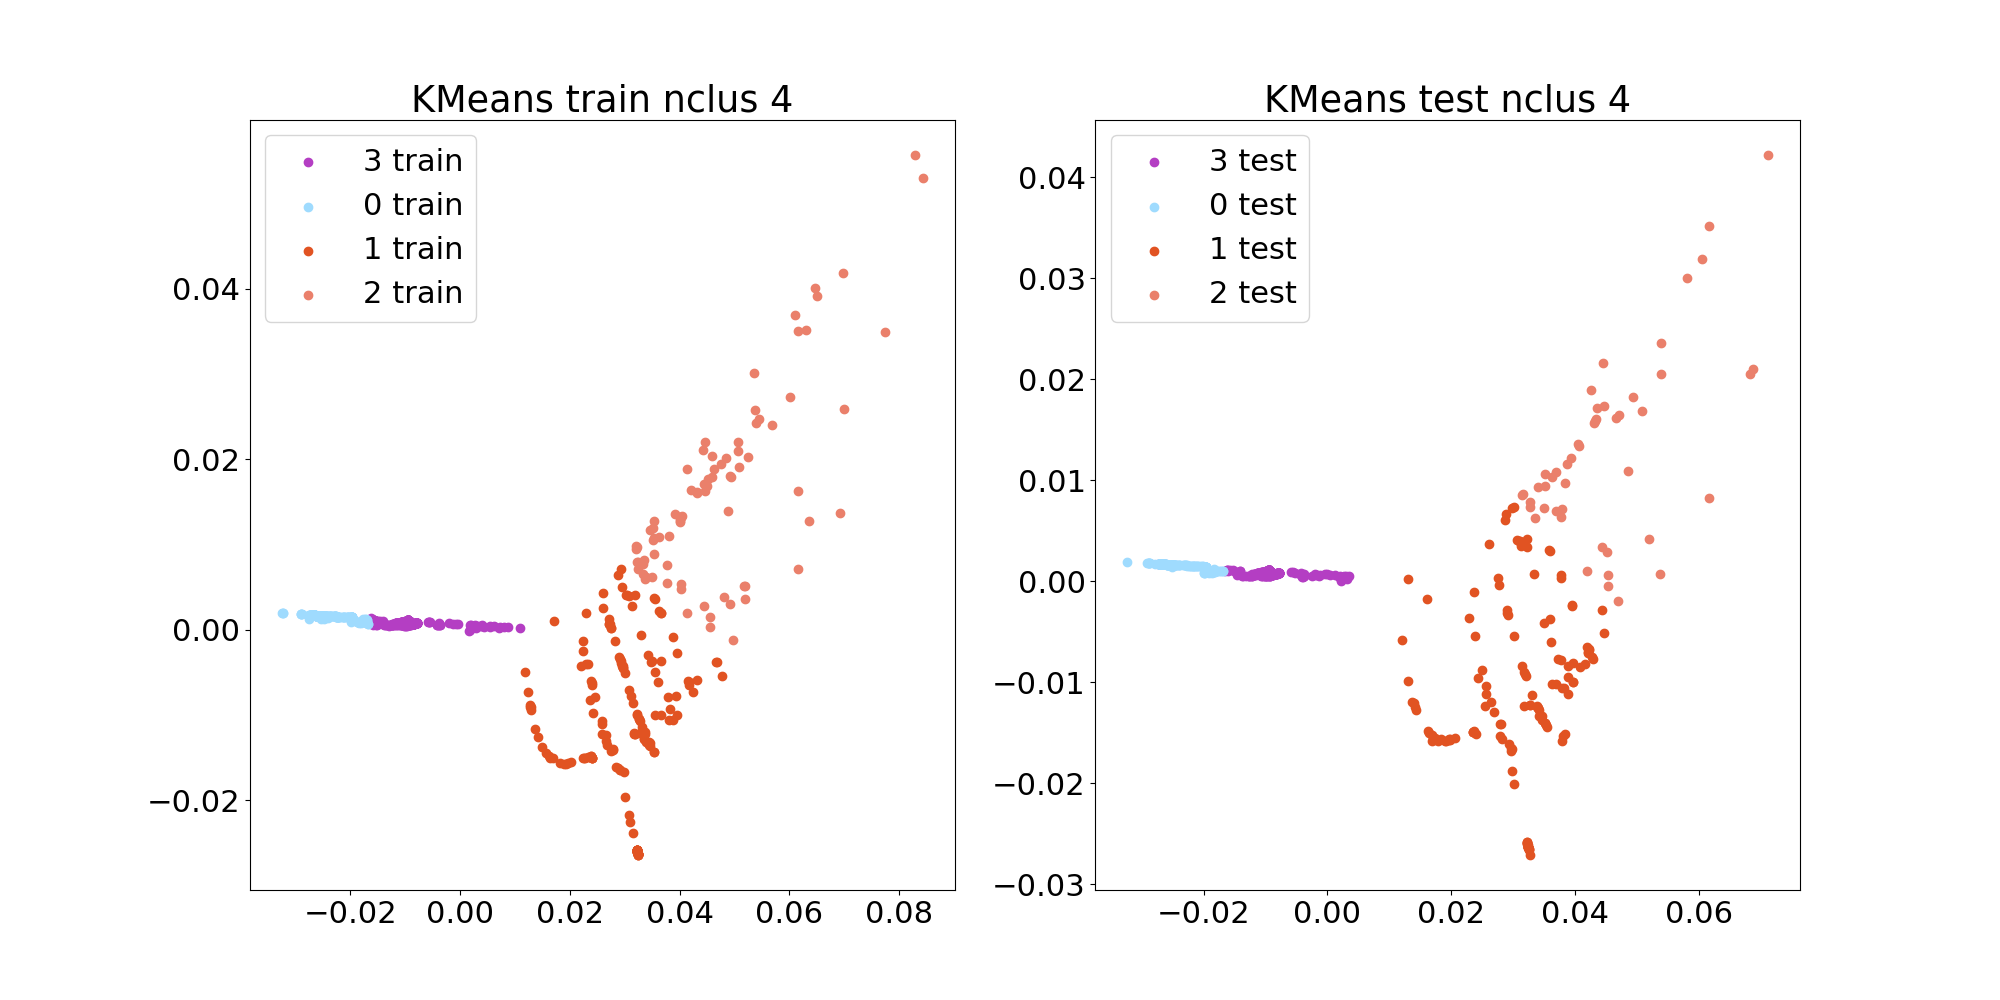 KMeans train nclus 4
3 train
0 train
1 train
2 train
0.04
0.02
0.00
−0.02
−0.02 0.00 0.02 0.04 0.06 0.08
KMeans test nclus 4
3 test
0 test
1 test
2 test
0.04
0.03
0.02
0.01
0.00
−0.01
−0.02
−0.03
−0.02 0.00 0.02 0.04 0.06